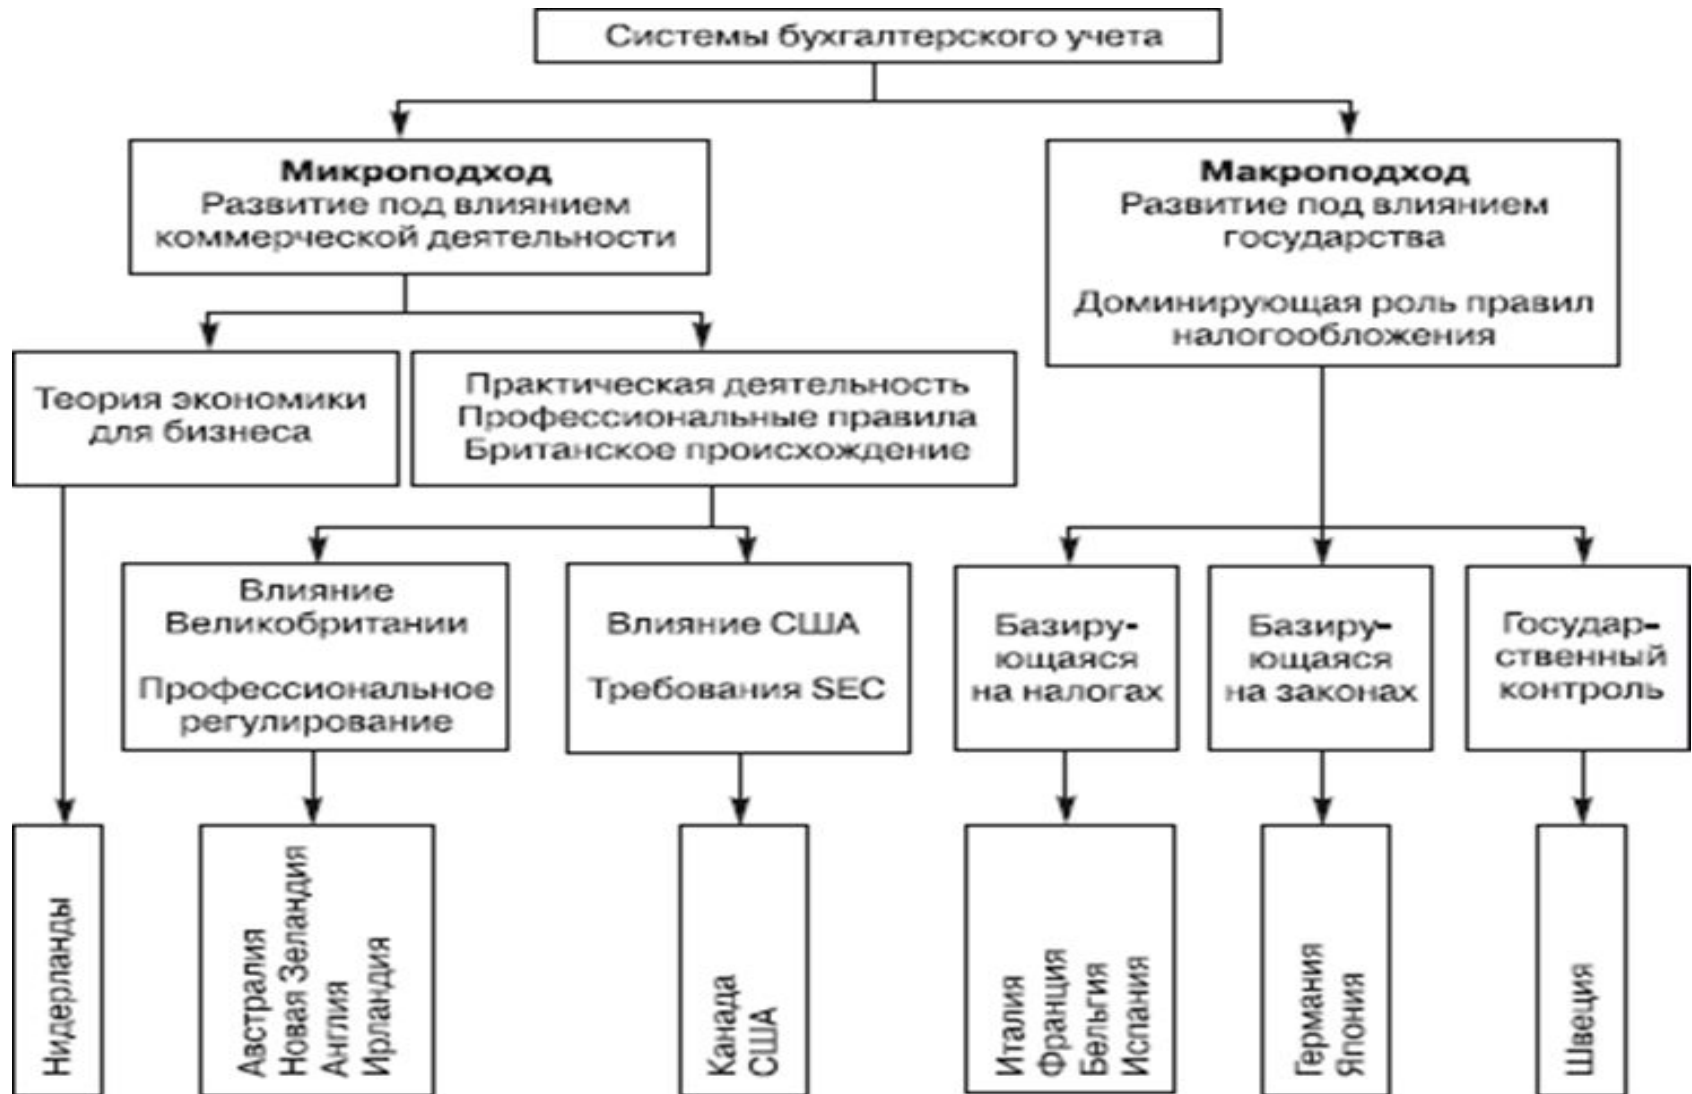 Системы бухгалтерского учета
Микроподход
Развитие под влиянием
коммерческой деятельности
Макроподход
Развитие под влиянием
государства
Доминирующая роль правил
налогообложения
Теория экономики
для бизнеса
Практическая деятельность
Профессиональные правила
Британское происхождение
Влияние
Великобритании
Профессиональное
регулирование
Влияние США
Требования SEC
Базиру-
ющаяся
на налогах
Базиру-
ющаяся
на законах
Государ-
ственный
контроль
Нидерланды
Австралия
Новая Зеландия
Англия
Ирландия
Канада
США
Италия
Франция
Бельгия
Испания
Германия
Япония
Швеция